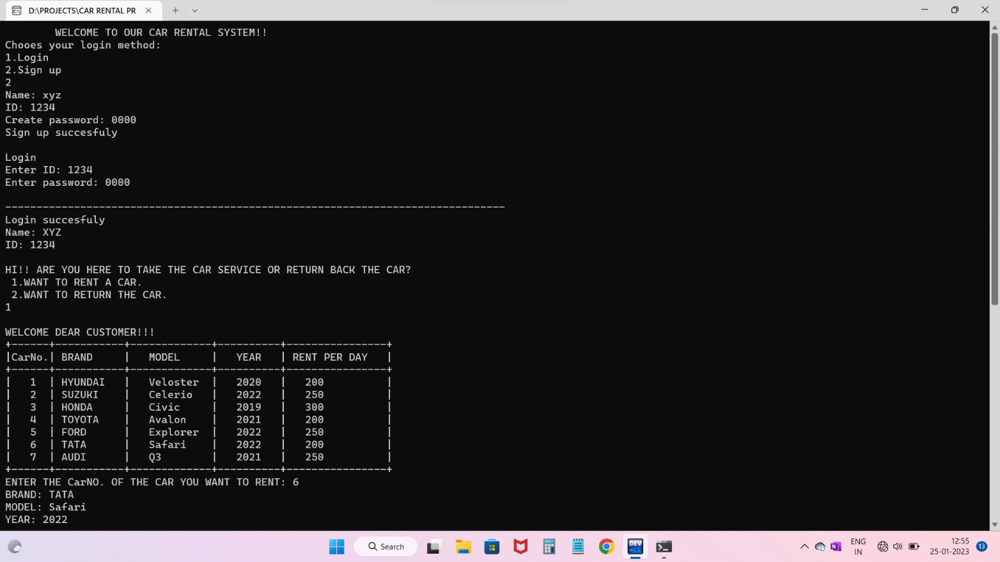 D:\PROJECTS\CAR RENTAL PR
WELCOME TO OUR CAR RENTAL SYSTEM!!
Chooes your login method:
1.Login
2.Sign up
2
Name: xyz
ID: 1234
Create password: 0000
Sign up succesfuly
Login
Enter ID: 1234
Enter password: 0000
--------------------------------------------------------------------------------
Login succesfuly
Name: XYZ
ID: 1234
HI!! ARE YOU HERE TO TAKE THE CAR SERVICE OR RETURN BACK THE CAR?
1.WANT TO RENT A CAR.
2.WANT TO RETURN THE CAR.
1
WELCOME DEAR CUSTOMER!!!
+------+-----------+-------------+----------+----------------+
|CarNo.| BRAND     |   MODEL     |   YEAR   | RENT PER DAY   |
+------+-----------+-------------+----------+----------------+
|   1  | HYUNDAI   |   Veloster  |   2020   |   200          |
|   2  | SUZUKI    |   Celerio   |   2022   |   250          |
|   3  | HONDA     |   Civic     |   2019   |   300          |
|   4  | TOYOTA    |   Avalon    |   2021   |   200          |
|   5  | FORD      |   Explorer  |   2022   |   250          |
|   6  | TATA      |   Safari    |   2022   |   200          |
|   7  | AUDI      |   Q3        |   2021   |   250          |
+------+-----------+-------------+----------+----------------+
ENTER THE CarNO. OF THE CAR YOU WANT TO RENT: 6
BRAND: TATA
MODEL: Safari
YEAR: 2022
Search
DEV
N
ENG
IN
12:55
25-01-2023
13